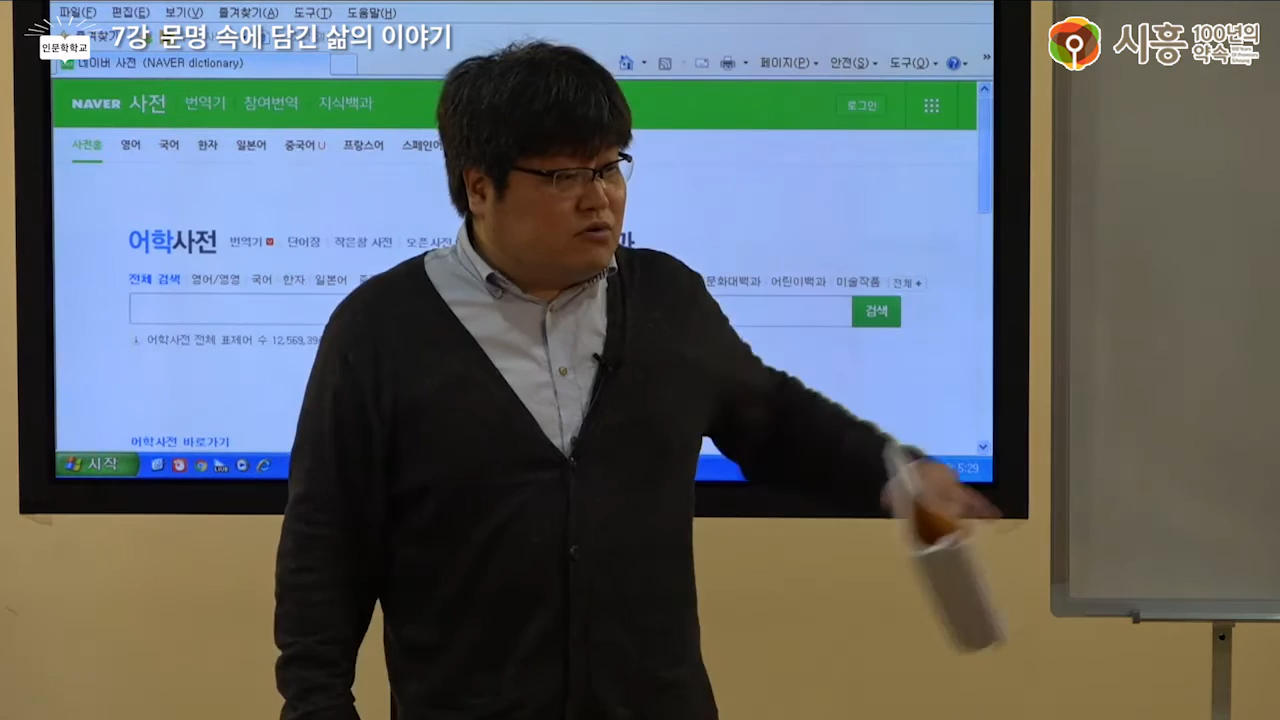 파일(F) 편집(E) 보기(V) 즐겨찾기(A) 도구(T) 도움말(H)
인문학학교
7강 문명 속에 담긴 삶의 이야기
시흥 100년의 약속
네이버 사전 (NAVER dictionary)
페이지(P) 안전(S) 도구(O)
NAVER 사전 번역기 참여번역 지식백과
로그인
사전홈 영어 국어 한자 일본어 중국어 프랑스어 스페인어
어학사전 번역기 단어장 작은창 사전 오픈사전
전체 검색 영어/영영 국어 한자 일본어
문화대백과 어린이백과 미술작품 전체
검색
어학사전 전체 표제어 수 12,569,39
어학사전 바로가기
시작
5:29